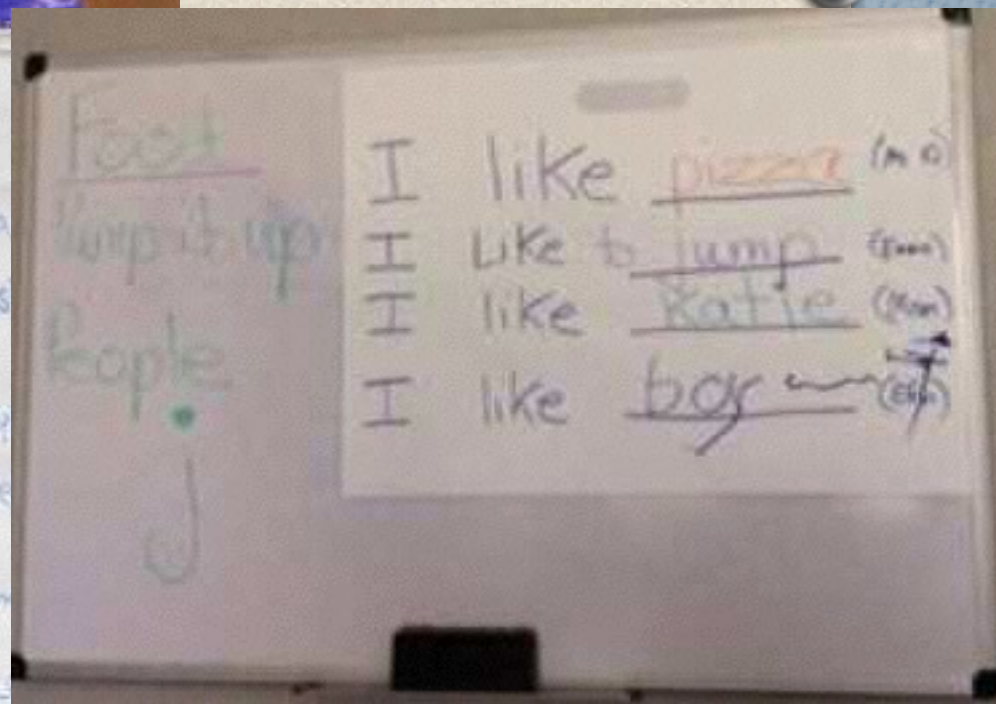 Food
Jump it up
People
J
I like pizza
I Like to jump
I like Katie
I like